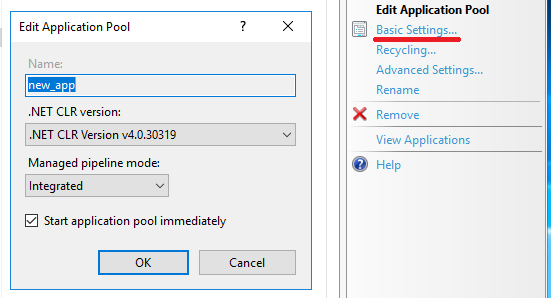 Edit Application Pool
Name:
new_app
.NET CLR version:
.NET CLR Version v4.0.30319
Managed pipeline mode:
Integrated
Start application pool immediately
OK
Cancel
Edit Application Pool
Basic Settings...
Recycling...
Advanced Settings...
Rename
Remove
View Applications
Help